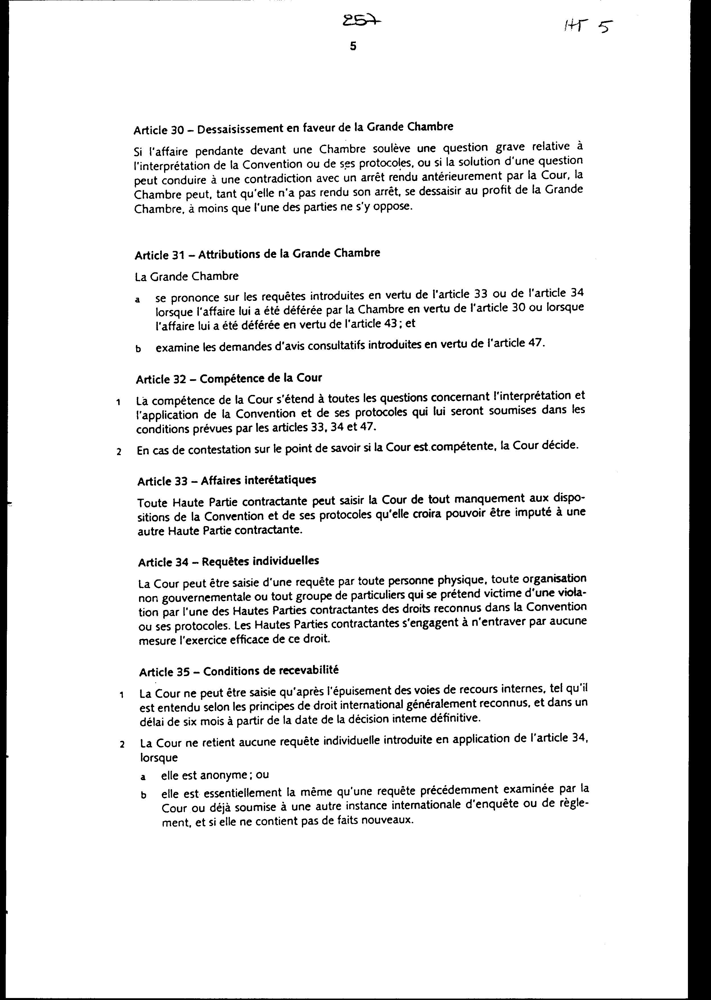 257
HT 5
5
Article 30 – Dessaisissement en faveur de la Grande Chambre
Si l'affaire pendante devant une Chambre soulève une question grave relative à
l'interprétation de la Convention ou de ses protocoles, ou si la solution d'une question
peut conduire à une contradiction avec un arrêt rendu antérieurement par la Cour, la
Chambre peut, tant qu'elle n'a pas rendu son arrêt, se dessaisir au profit de la Grande
Chambre, à moins que l'une des parties ne s'y oppose.
Article 31 – Attributions de la Grande Chambre
La Grande Chambre
a se prononce sur les requêtes introduites en vertu de l'article 33 ou de l'article 34
lorsque l'affaire lui a été déférée par la Chambre en vertu de l'article 30 ou lorsque
l'affaire lui a été déférée en vertu de l'article 43 ; et
b examine les demandes d'avis consultatifs introduites en vertu de l'article 47.
Article 32 – Compétence de la Cour
1 La compétence de la Cour s'étend à toutes les questions concernant l'interprétation et
l'application de la Convention et de ses protocoles qui lui seront soumises dans les
conditions prévues par les articles 33, 34 et 47.
2 En cas de contestation sur le point de savoir si la Cour est compétente, la Cour décide.
Article 33 – Affaires interétatiques
Toute Haute Partie contractante peut saisir la Cour de tout manquement aux dispo-
sitions de la Convention et de ses protocoles qu'elle croira pouvoir être imputé à une
autre Haute Partie contractante.
Article 34 – Requêtes individuelles
La Cour peut être saisie d'une requête par toute personne physique, toute organisation
non gouvernementale ou tout groupe de particuliers qui se prétend victime d'une viola-
tion par l'une des Hautes Parties contractantes des droits reconnus dans la Convention
ou ses protocoles. Les Hautes Parties contractantes s'engagent à n'entraver par aucune
mesure l'exercice efficace de ce droit.
Article 35 – Conditions de recevabilité
1 La Cour ne peut être saisie qu'après l'épuisement des voies de recours internes, tel qu'il
est entendu selon les principes de droit international généralement reconnus, et dans un
délai de six mois à partir de la date de la décision interne définitive.
2 La Cour ne retient aucune requête individuelle introduite en application de l'article 34,
lorsque
a elle est anonyme ; ou
b elle est essentiellement la même qu'une requête précédemment examinée par la
Cour ou déjà soumise à une autre instance internationale d'enquête ou de règle-
ment, et si elle ne contient pas de faits nouveaux.